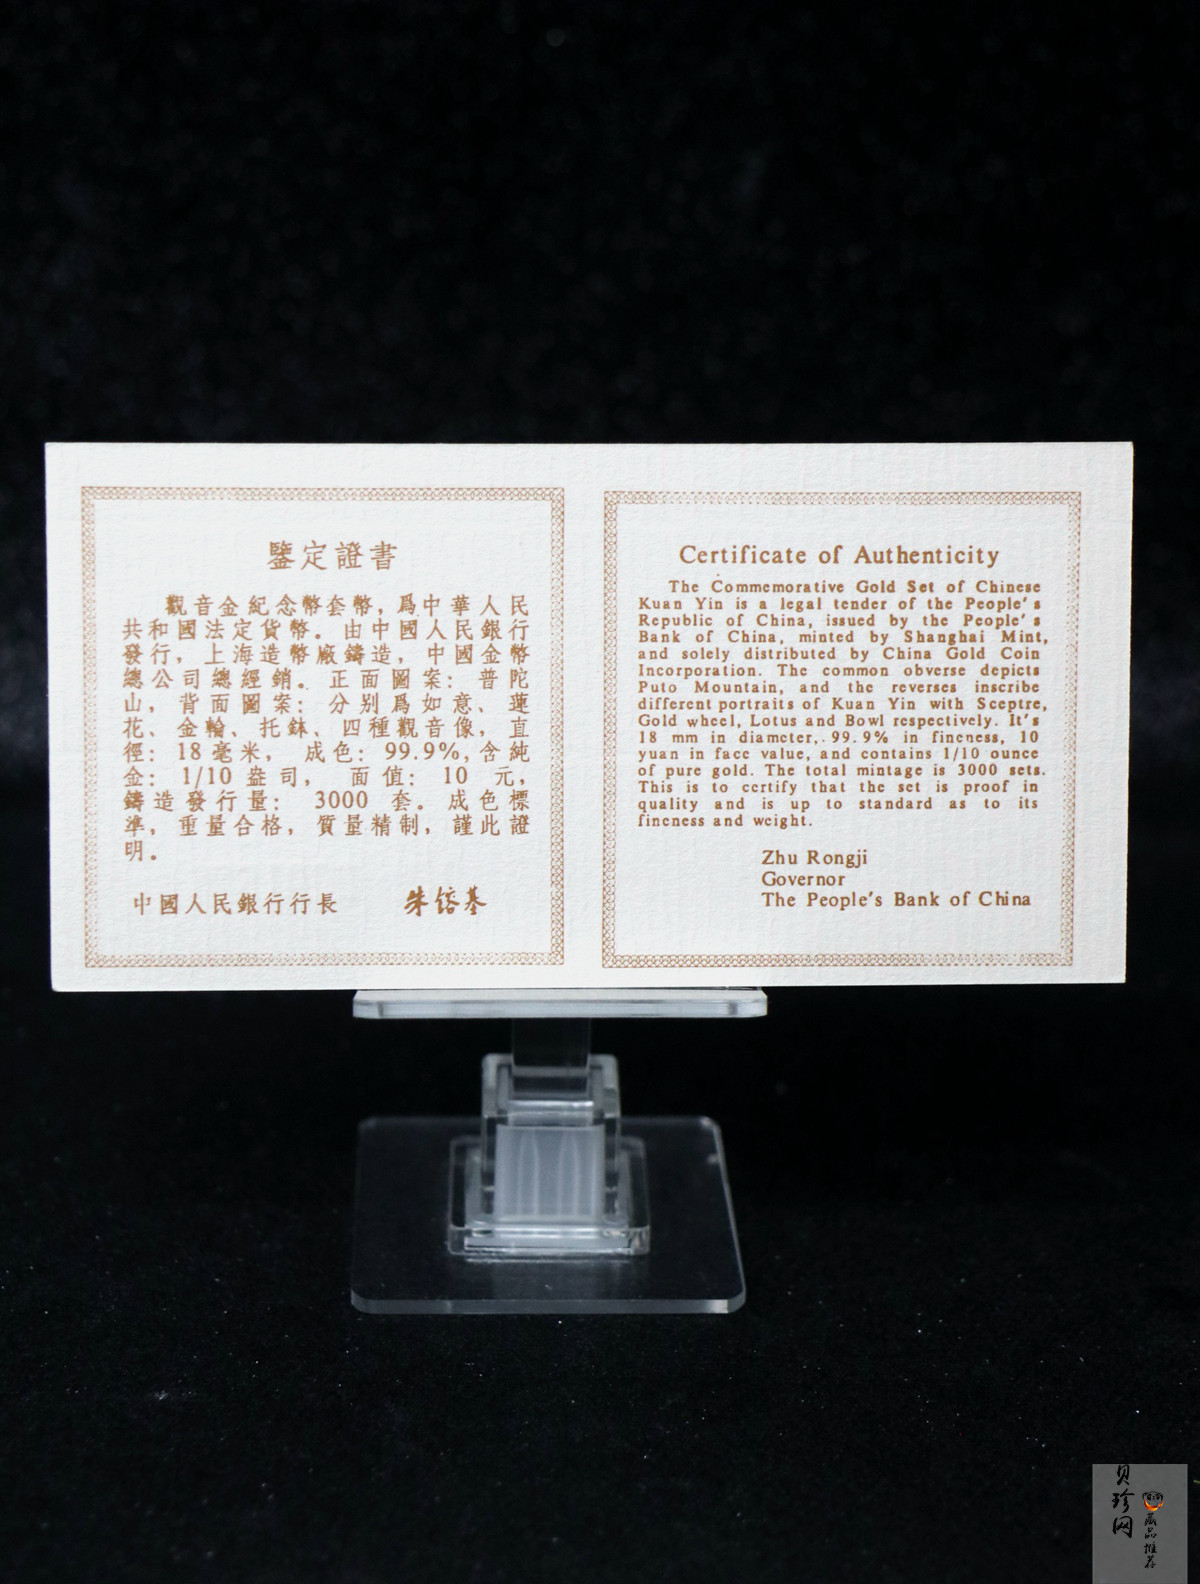 鑒定證書
觀音金紀念幣套幣，爲中華人民
共和國法定貨幣。由中國人民銀行
發行，上海造幣廠鑄造，中國金幣
總公司總經銷。正面圖案：普陀
山，背面圖案：分别爲如意、蓮
花、金輪、托鉢、四種觀音像，直
徑：18毫米，成色：99.9%,含純
金：1/10盎司，面值：10元，
鑄造發行量：3000套。成色標
準，重量合格，質量精制，謹此證
明。
中國人民銀行行長 朱鎔基
Certificate of Authenticity
The Commemorative Gold Set of Chinese
Kuan Yin is a legal tender of the People's
Republic of China, issued by the People's
Bank of China, minted by Shanghai Mint,
and solely distributed by China Gold Coin
Incorporation. The common obverse depicts
Puto Mountain, and the reverses inscribe
different portraits of Kuan Yin with Sceptre,
Gold wheel, Lotus and Bowl respectively. It's
18 mm in diameter, 99.9% in fineness, 10
yuan in face value, and contains 1/10 ounce
of pure gold. The total mintage is 3000 sets.
This is to certify that the set is proof in
quality and is up to standard as to its
fineness and weight.
Zhu Rongji
Governor
The People's Bank of China
贝珍网
藏品推荐